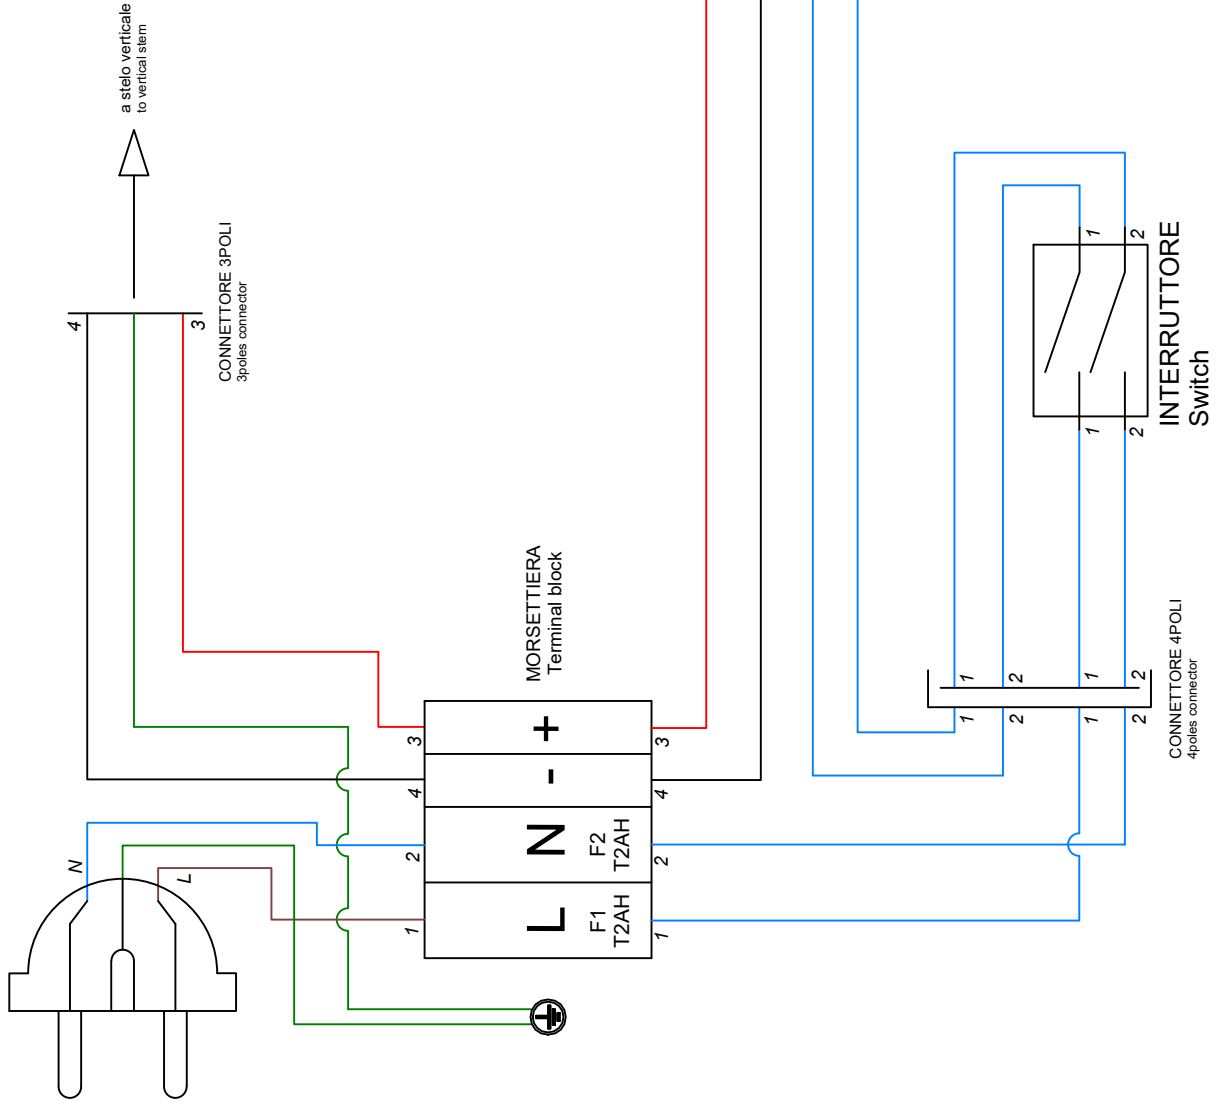 a stelo verticale
to vertical stem
4
3
CONNETTORE 3POLI
3poles connector
N
L
MORSETTIERA
Terminal block
3
+
3
4
-
4
2
N
F2
T2AH
2
1
L
F1
T2AH
1
1
2
1
2
INTERRUTTORE
Switch
1
2
1
2
1
2
1
2
CONNETTORE 4POLI
4poles connector